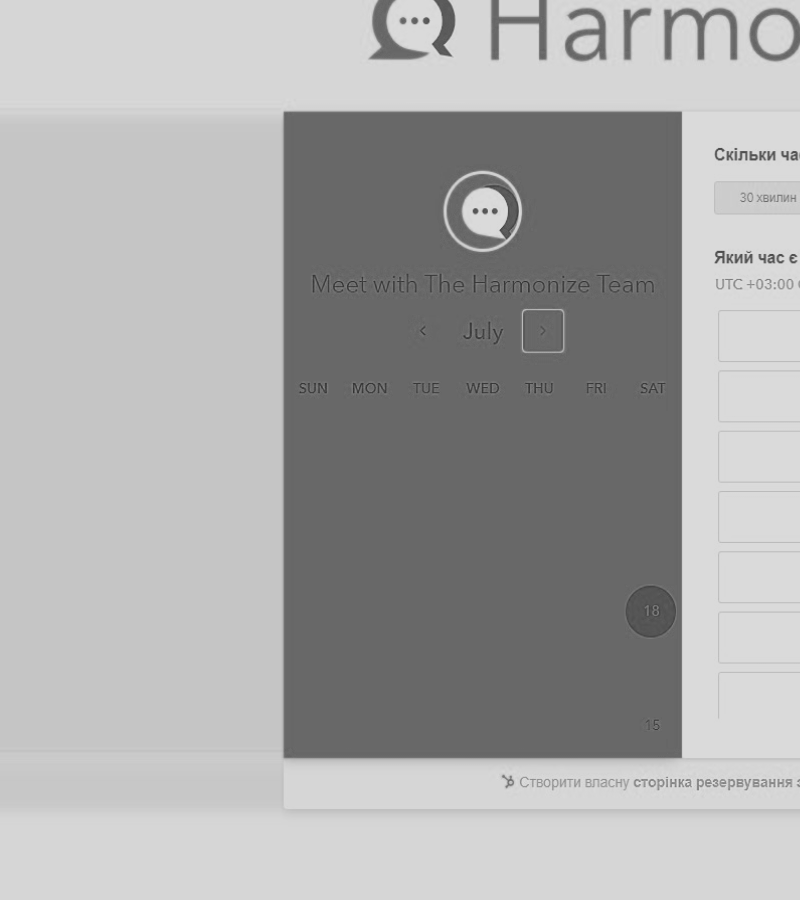 Harmo
Meet with The Harmonize Team
July
SUN MON TUE WED THU FRI SAT
18
15
Скільки ча
30 хвилин
Який час є
UTC +03:00
Створити власну сторінка резервування з